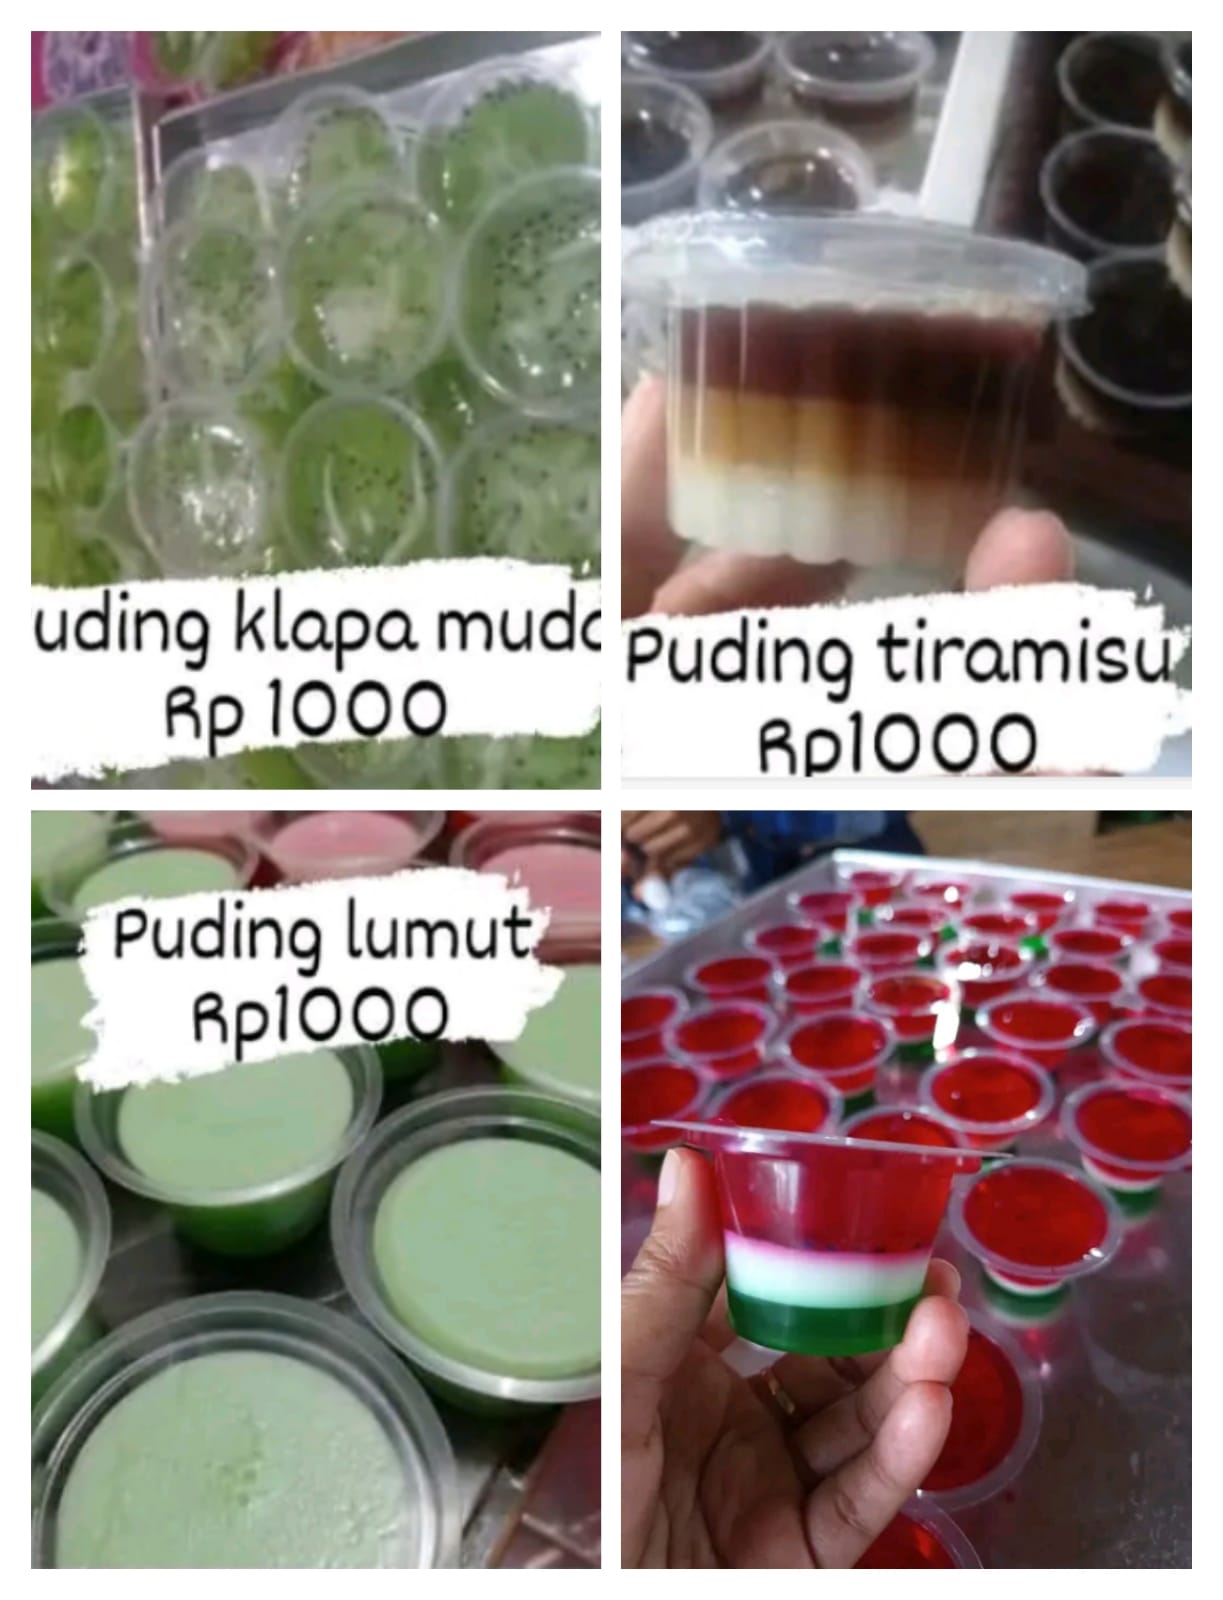 uding klapa muda
Rp 1000
Puding tiramisu
Rp1000
Puding lumut
Rp1000